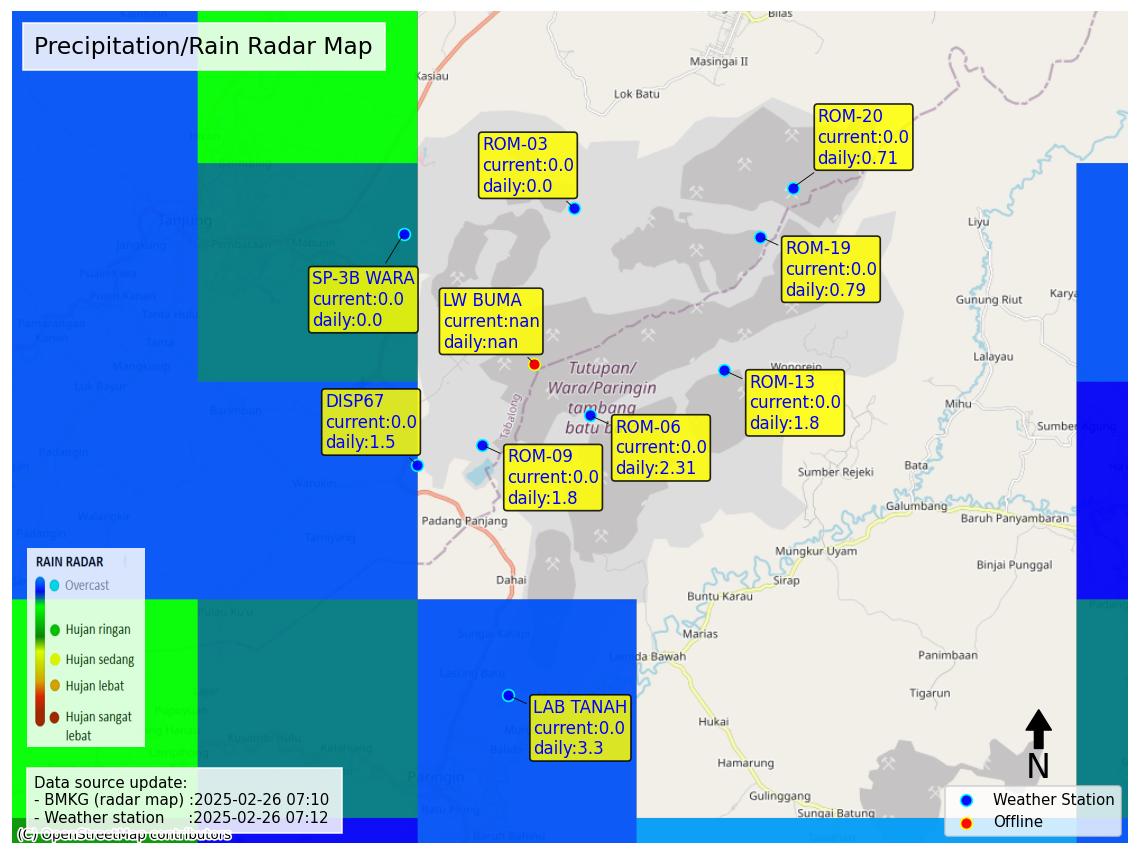 Precipitation/Rain Radar Map
Bilas
Masingai II
Kasiau
Lok Batu
ROM-20
current:0.0
daily:0.71
ROM-03
current:0.0
daily:0.0
Tanjung
Liyu
SP-3B WARA
current:0.0
daily:0.0
ROM-19
current:0.0
daily:0.79
LW BUMA
current:nan
daily:nan
Gunung Riut
Karya
Lalayau
Tutupan/
Wara/Paringin
tambang
batu b
Wonorejo
ROM-13
current:0.0
daily:1.8
DISP67
current:0.0
daily:1.5
Tabalong
ROM-06
current:0.0
daily:2.31
Mihu
Sumber Agung
ROM-09
current:0.0
daily:1.8
Sumber Rejeki
Bata
Galumbang
Padang Panjang
Baruh Panyambaran
Mungkur Uyam
Binjai Punggal
Dahai
Sirap
Buntu Karau
RAIN RADAR
Overcast
Hujan ringan
Hujan sedang
Hujan lebat
Hujan sangat
lebat
Marias
Lamida Bawah
Panimbaan
Tigarun
LAB TANAH
current:0.0
daily:3.3
Hukai
Hamarung
Paringin
N
Gulinggang
Sungai Batung
Data source update:
- BMKG (radar map) :2025-02-26 07:10
- Weather station :2025-02-26 07:12
Weather Station
Offline
(C) OpenStreetMap contributors